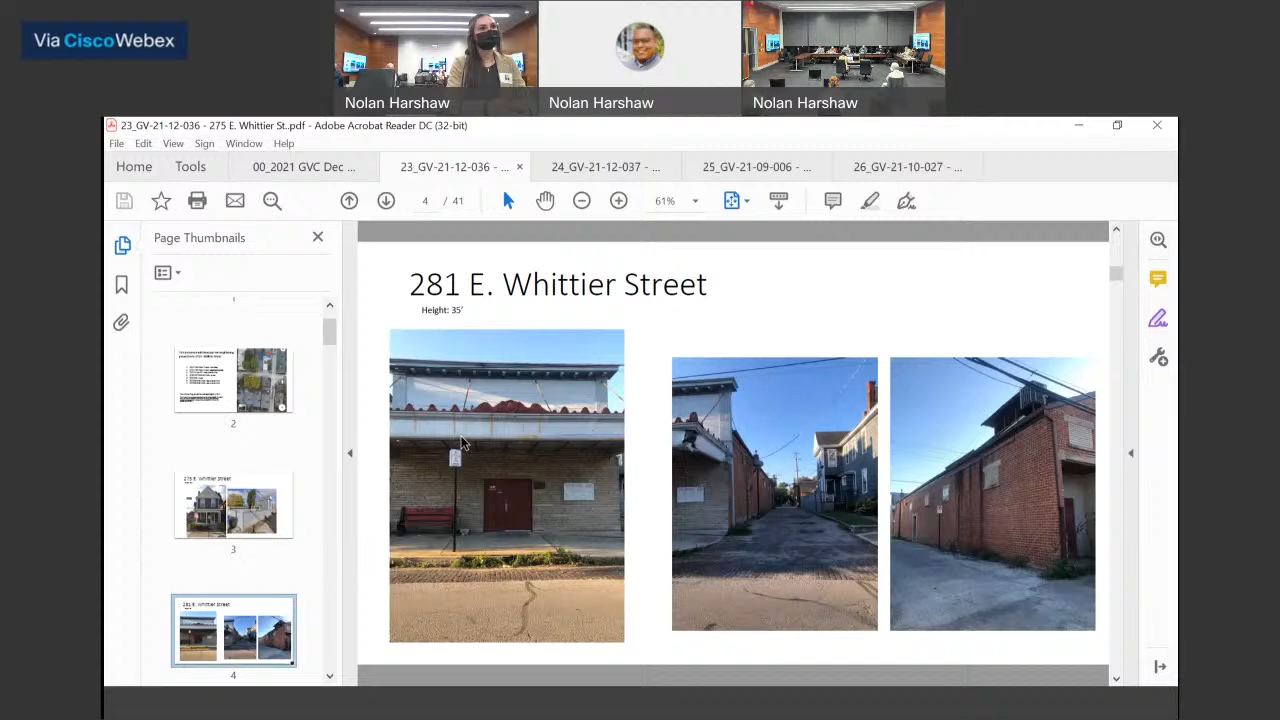 Via Cisco Webex
Nolan Harshaw
Nolan Harshaw
Nolan Harshaw
23_GV-21-12-036 - 275 E. Whittier St..pdf - Adobe Acrobat Reader DC (32-bit)
File Edit View Sign Window Help
Home Tools 00_2021 GVC Dec ... 23_GV-21-12-036 - ... × 24_GV-21-12-037 - ... 25_GV-21-09-006 - ... 26_GV-21-10-027 - ...
4 / 41 61%
Page Thumbnails
1
2
275 E. Whittier Street
3
281 E. Whittier Street
4
281 E. Whittier Street
Height: 35'